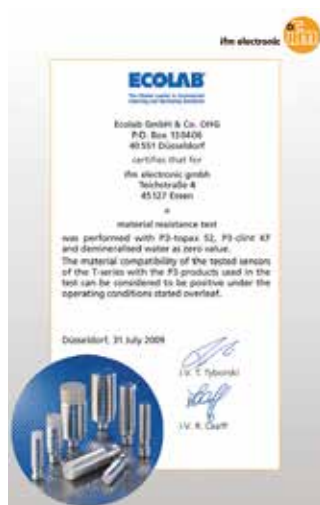 ifm electronic
ifm
ECOLAB
Ecolab GmbH & Co. OHG
P.O. Box 130406
40551 Düsseldorf
certifies that for
ifm electronic gmbh
Teichstraße 4
45127 Essen
a
material resistance test
was performed with P3-topax 52, P3-clint KF
and demineralised water as zero value.
The material compatibility of the tested sensors
of the T-series with the P3 products used in the
test can be considered to be positive under the
operating conditions stated overleaf.
Düsseldorf, 31 July 2009
i.V. T. Tyborski
i.V. R.